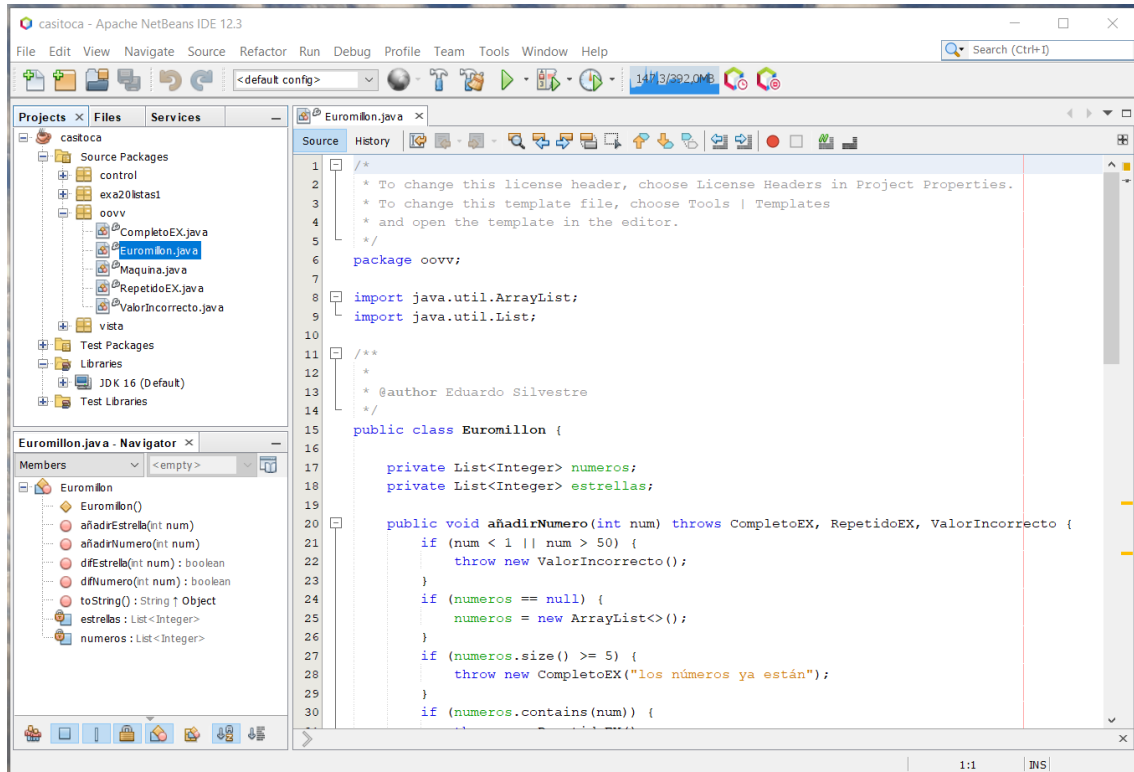 casitoca - Apache NetBeans IDE 12.3
File Edit View Navigate Source Refactor Run Debug Profile Team Tools Window Help
Search (Ctrl+I)
<default config>
147,3/392,0MB
Projects Files Services
casitoca
Source Packages
control
exa20listas1
oovv
CompletoEX.java
Euromillon.java
Maquina.java
RepetidoEX.java
ValorIncorrecto.java
vista
Test Packages
Libraries
JDK 16 (Default)
Test Libraries
Euromillon.java - Navigator
Members <empty>
Euromillon
Euromillon()
añadirEstrella(int num)
añadirNumero(int num)
difEstrella(int num) : boolean
difNumero(int num) : boolean
toString() : String ↑ Object
estrellas : List<Integer>
numeros : List<Integer>
Euromillon.java
Source History
1 /*
2  * To change this license header, choose License Headers in Project Properties.
3  * To change this template file, choose Tools | Templates
4  * and open the template in the editor.
5  */
6 package oovv;
7
8 import java.util.ArrayList;
9 import java.util.List;
10
11 /**
12  *
13  * @author Eduardo Silvestre
14  */
15 public class Euromillon {
16
17     private List<Integer> numeros;
18     private List<Integer> estrellas;
19
20     public void añadirNumero(int num) throws CompletoEX, RepetidoEX, ValorIncorrecto {
21         if (num < 1 || num > 50) {
22             throw new ValorIncorrecto();
23         }
24         if (numeros == null) {
25             numeros = new ArrayList<>();
26         }
27         if (numeros.size() >= 5) {
28             throw new CompletoEX("los números ya están");
29         }
30         if (numeros.contains(num)) {
1:1 INS